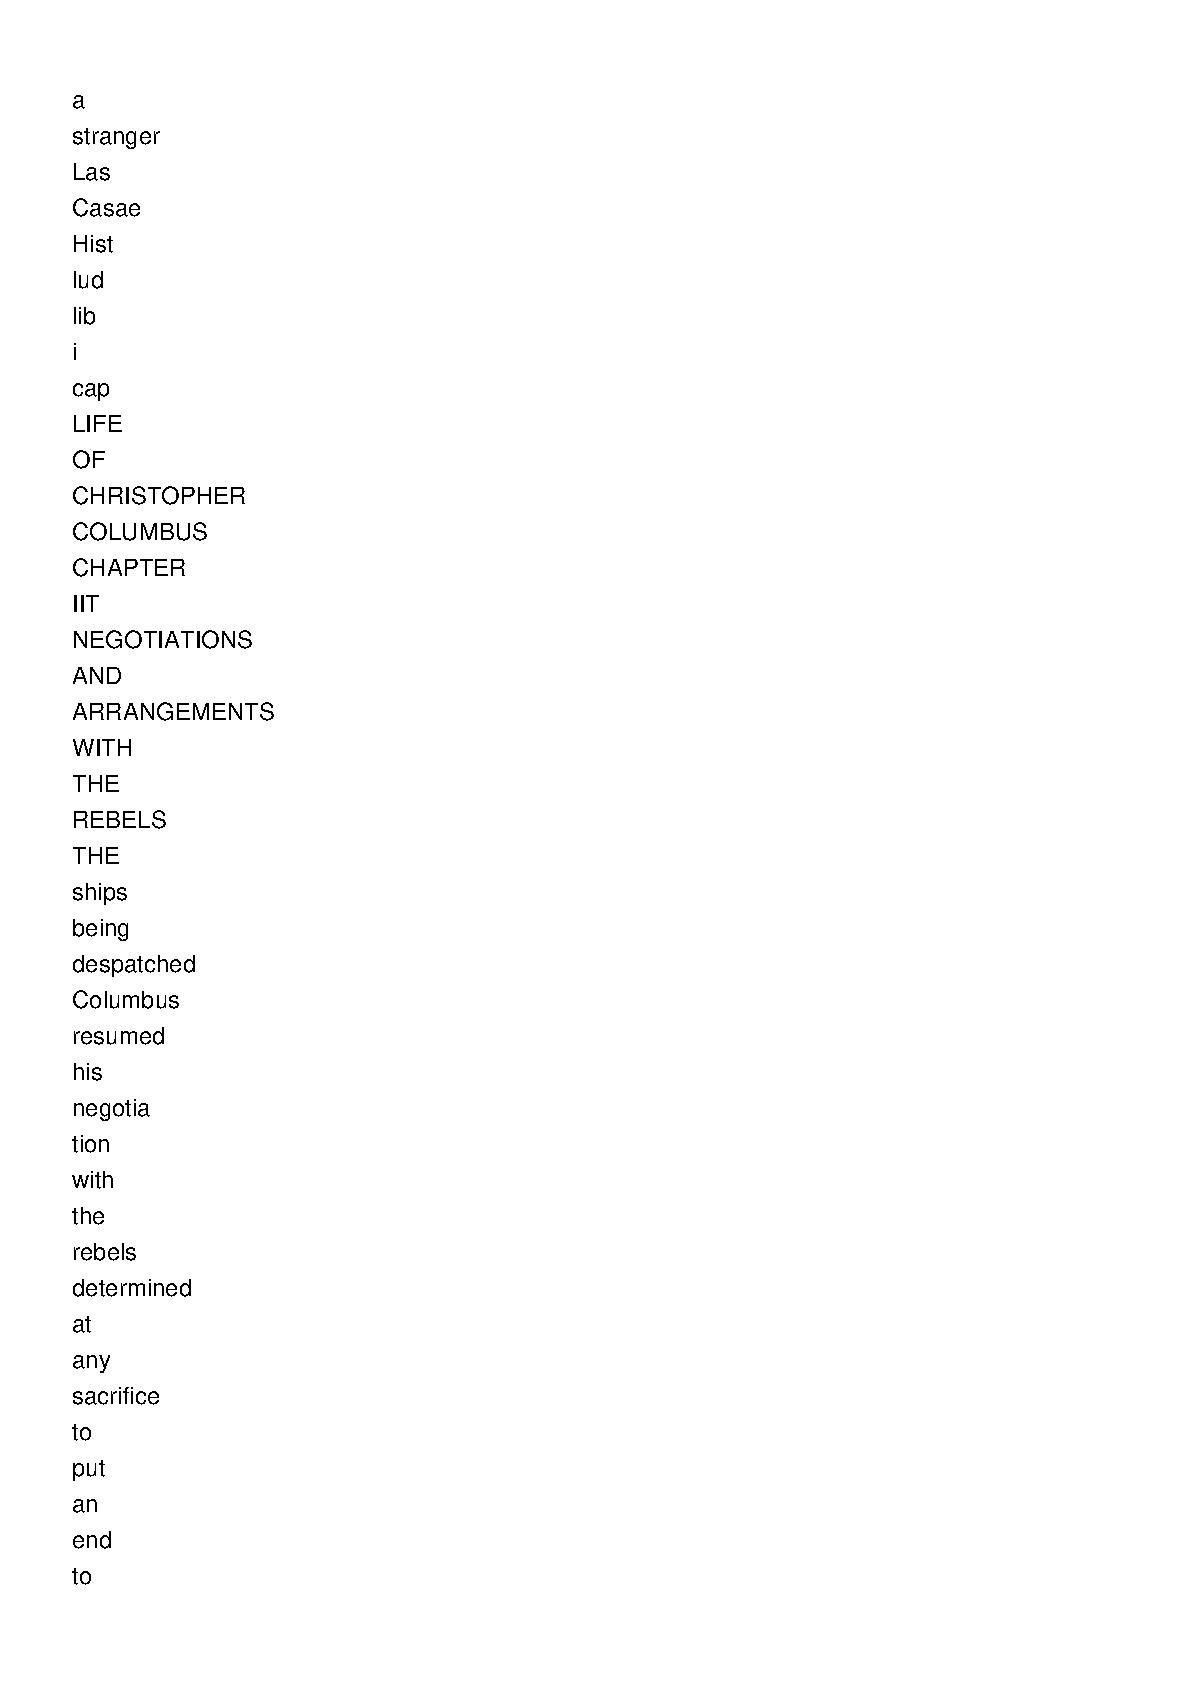 a
stranger
Las
Casae
Hist
lud
lib
i
cap
LIFE
OF
CHRISTOPHER
COLUMBUS
CHAPTER
IIT
NEGOTIATIONS
AND
ARRANGEMENTS
WITH
THE
REBELS
THE
ships
being
despatched
Columbus
resumed
his
negotia
tion
with
the
rebels
determined
at
any
sacrifice
to
put
an
end
to